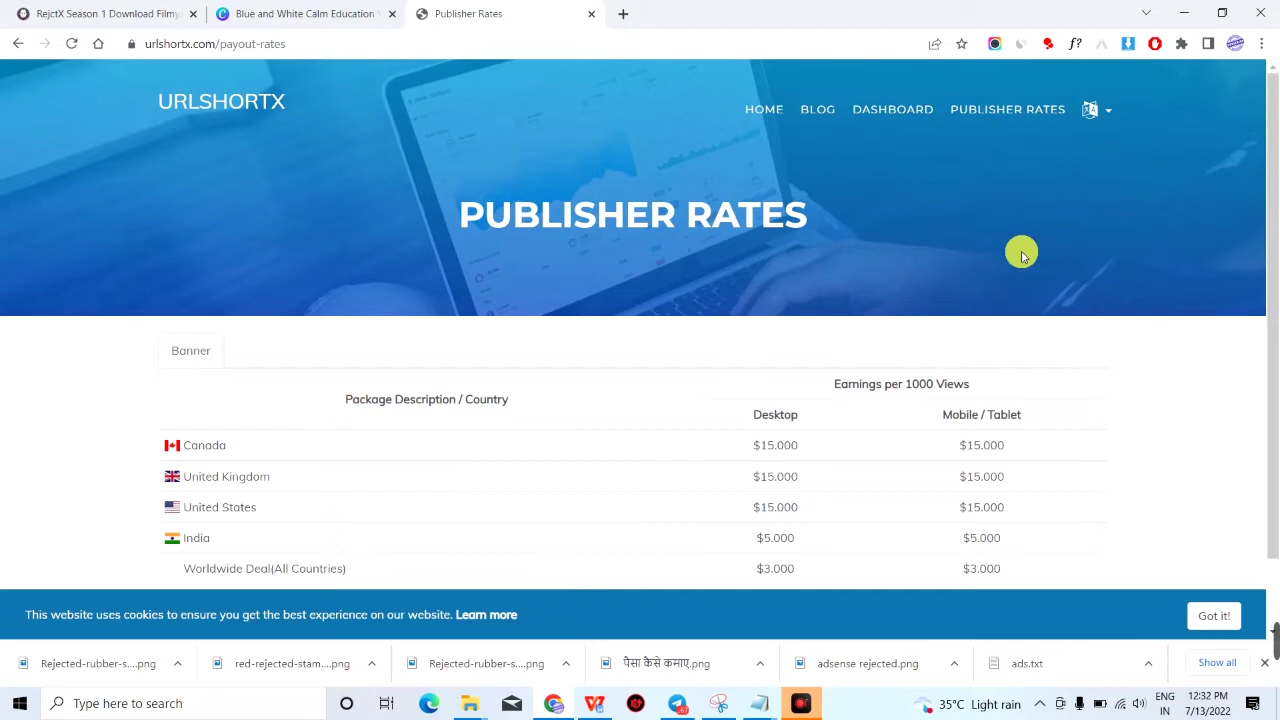 RejctX Films - Download Filmy
Blue and White Calm Education
Publisher Rates
urlshortx.com/payout-rates
URLSHORTX
HOME
BLOG
DASHBOARD
PUBLISHER RATES
PUBLISHER RATES
Banner
Package Description / Country
Earnings per 1000 Views
Desktop
Mobile / Tablet
Canada $15.000 $15.000
United Kingdom $15.000 $15.000
United States $15.000 $15.000
India $5.000 $5.000
Worldwide Deal(All Countries) $3.000 $3.000
This website uses cookies to ensure you get the best experience on our website. Learn more
Got it!
Rejected-rubber-s....png
red-rejected-stam....png
Rejected-rubber-s....png
पैसा कैसे कमाए.png
adsense rejected.png
ads.txt
Show all
Type here to search
35°C Light rain
ENG
IN
12:32 PM
7/13/2022